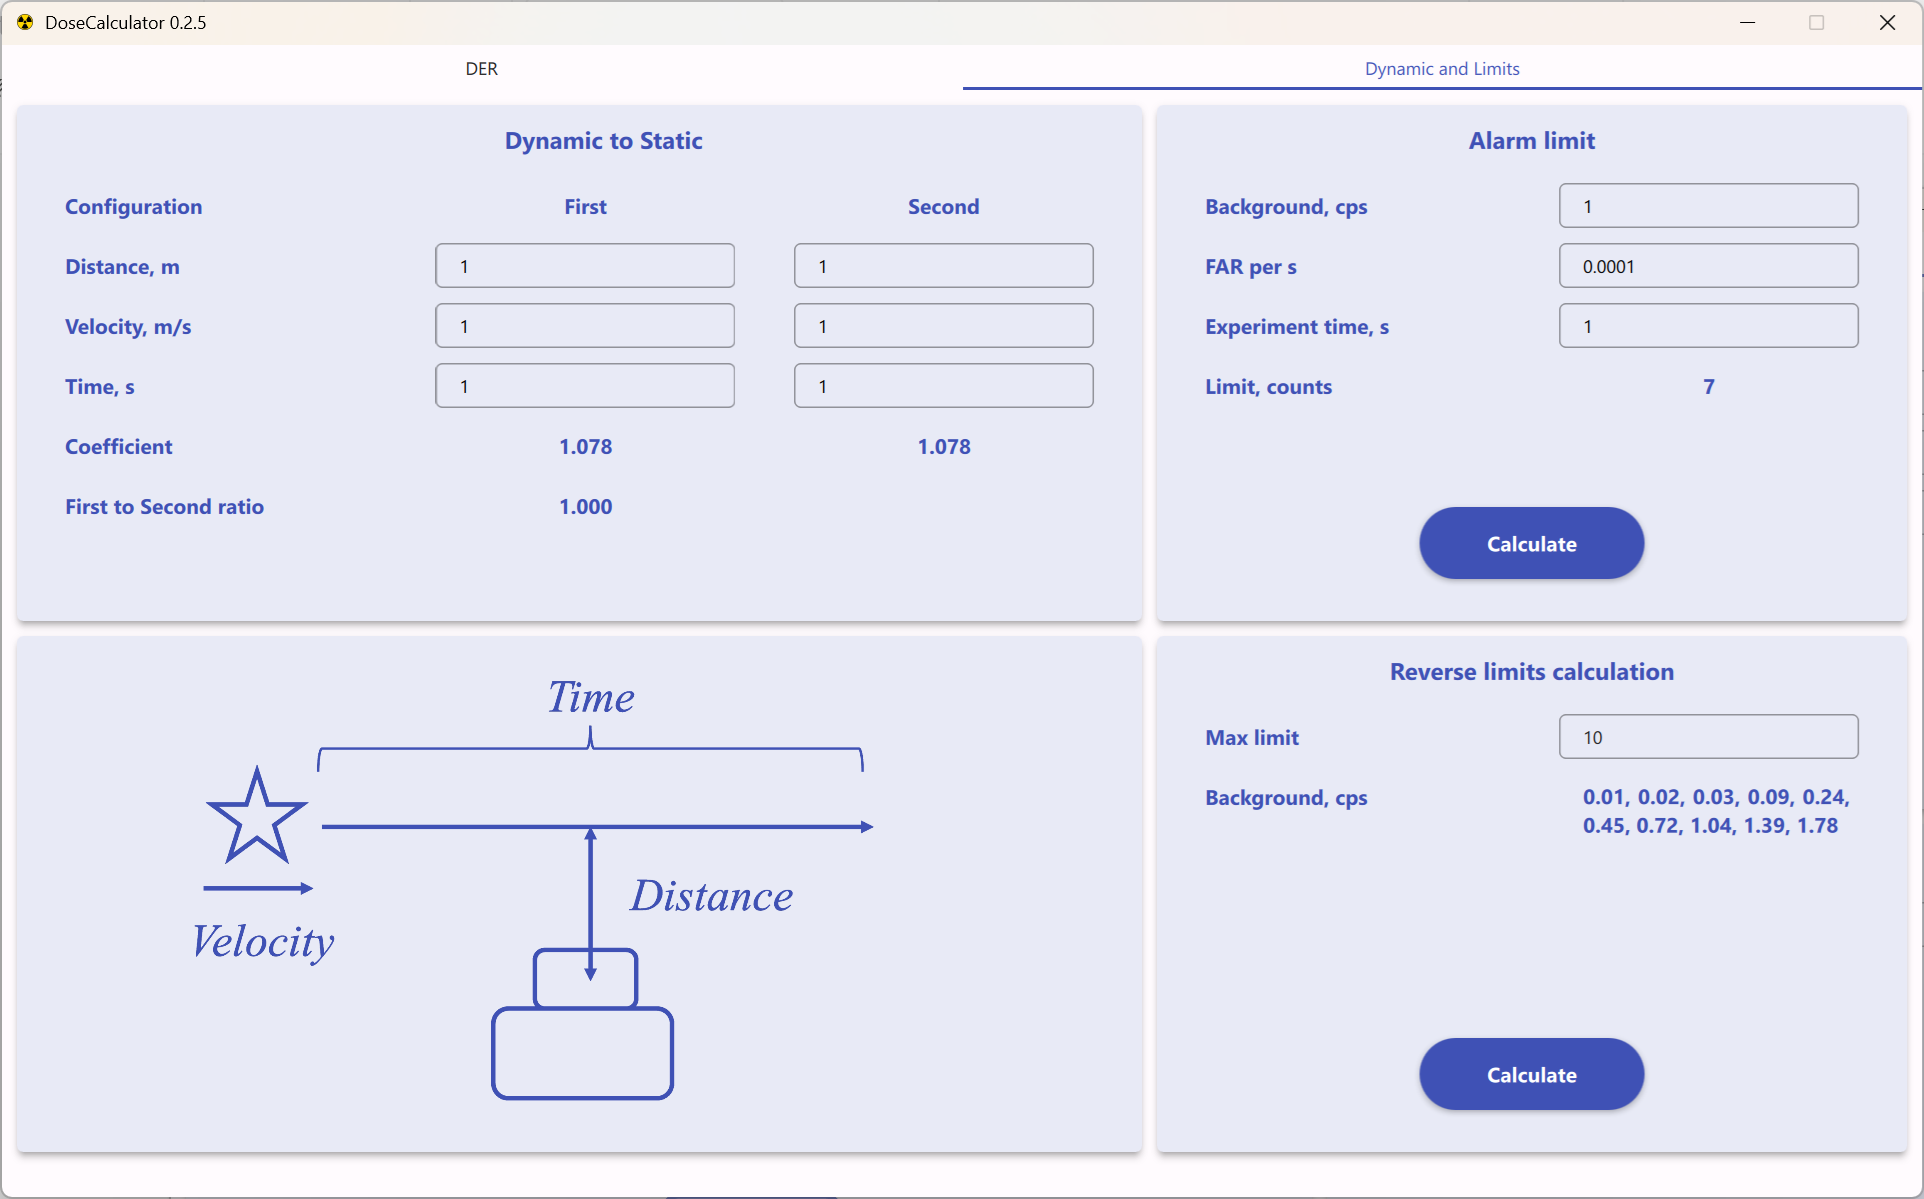 DoseCalculator 0.2.5
DER
Dynamic and Limits
Dynamic to Static
Configuration First Second
Distance, m 1 1
Velocity, m/s 1 1
Time, s 1 1
Coefficient 1.078 1.078
First to Second ratio 1.000
Alarm limit
Background, cps 1
FAR per s 0.0001
Experiment time, s 1
Limit, counts 7
Calculate
Time
Distance
Velocity
Reverse limits calculation
Max limit 10
Background, cps 0.01, 0.02, 0.03, 0.09, 0.24,
0.45, 0.72, 1.04, 1.39, 1.78
Calculate